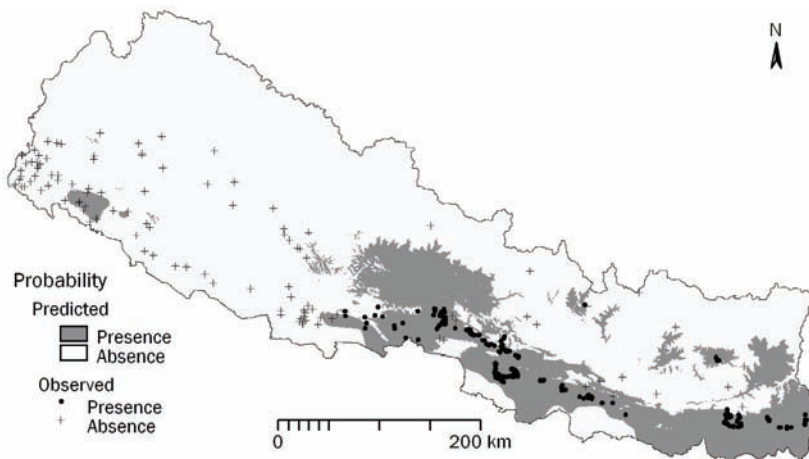 N
Probability
Predicted
Presence
Absence
Observed
Presence
Absence
0 200 km